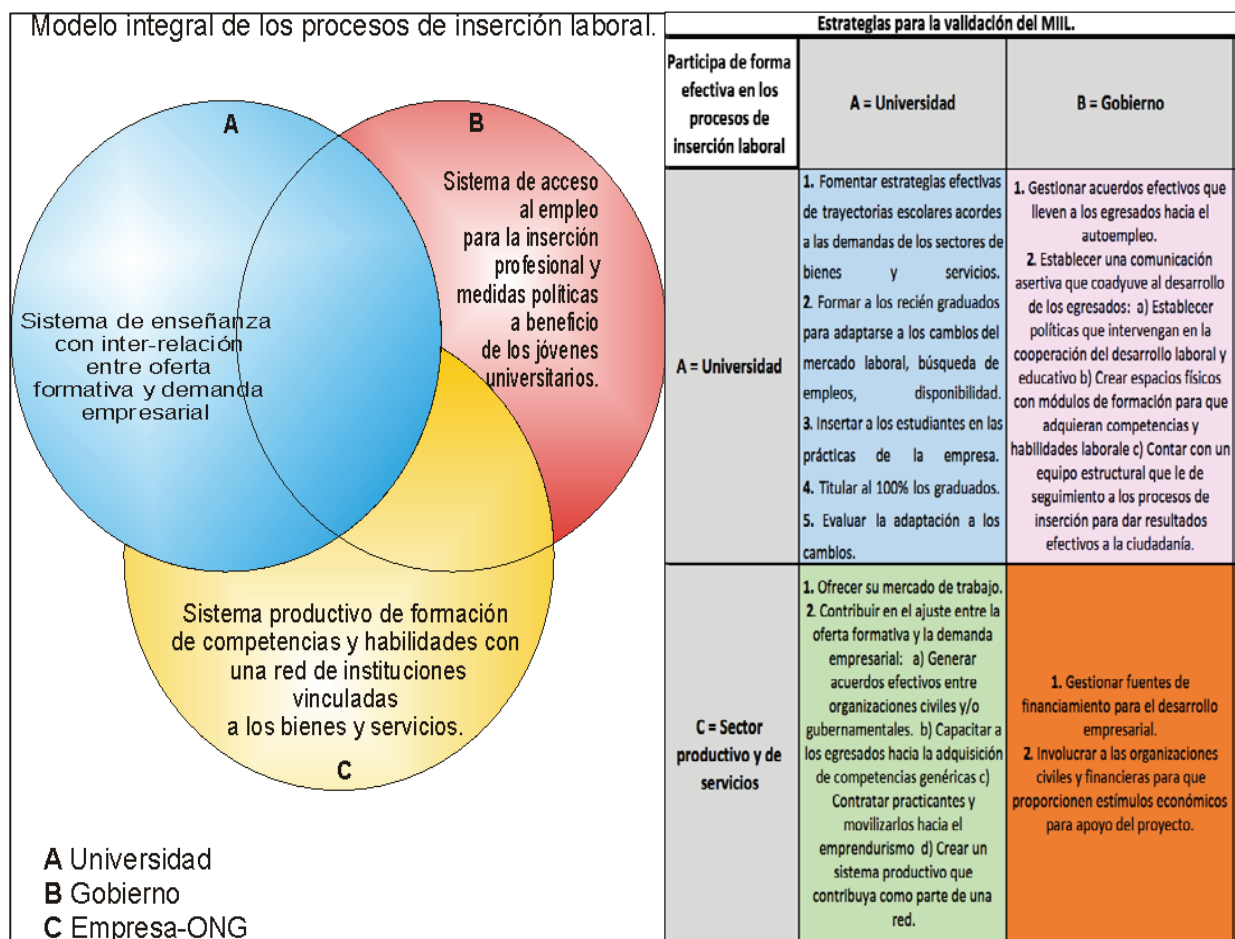 Modelo integral de los procesos de inserción laboral.
A
B
Sistema de acceso
al empleo
para la inserción
profesional y
medidas políticas
a beneficio
de los jóvenes
universitarios.
Sistema de enseñanza
con inter-relación
entre oferta
formativa y demanda
empresarial
Sistema productivo de formación
de competencias y habilidades con
una red de instituciones
vinculadas
a los bienes y servicios.
C
A Universidad
B Gobierno
C Empresa-ONG
Estrategias para la validación del MIIL.
Participa de forma
efectiva en los
procesos de
inserción laboral
A = Universidad
B = Gobierno
A = Universidad
1. Fomentar estrategias efectivas
de trayectorias escolares acordes
a las demandas de los sectores de
bienes y servicios.
2. Formar a los recién graduados
para adaptarse a los cambios del
mercado laboral, búsqueda de
empleos, disponibilidad.
3. Insertar a los estudiantes en las
prácticas de la empresa.
4. Titular al 100% los graduados.
5. Evaluar la adaptación a los
cambios.
1. Gestionar acuerdos efectivos que
lleven a los egresados hacia el
autoempleo.
2. Establecer una comunicación
asertiva que coadyuve al desarrollo
de los egresados: a) Establecer
políticas que intervengan en la
cooperación del desarrollo laboral y
educativo b) Crear espacios físicos
con módulos de formación para que
adquieran competencias y
habilidades laborale c) Contar con un
equipo estructural que le de
seguimiento a los procesos de
inserción para dar resultados
efectivos a la ciudadanía.
C = Sector
productivo y de
servicios
1. Ofrecer su mercado de trabajo.
2. Contribuir en el ajuste entre la
oferta formativa y la demanda
empresarial: a) Generar
acuerdos efectivos entre
organizaciones civiles y/o
gubernamentales. b) Capacitar a
los egresados hacia la adquisición
de competencias genéricas c)
Contratar practicantes y
movilizarlos hacia el
emprendurismo d) Crear un
sistema productivo que
contribuya como parte de una
red.
1. Gestionar fuentes de
financiamiento para el desarrollo
empresarial.
2. Involucrar a las organizaciones
civiles y financieras para que
proporcionen estímulos económicos
para apoyo del proyecto.